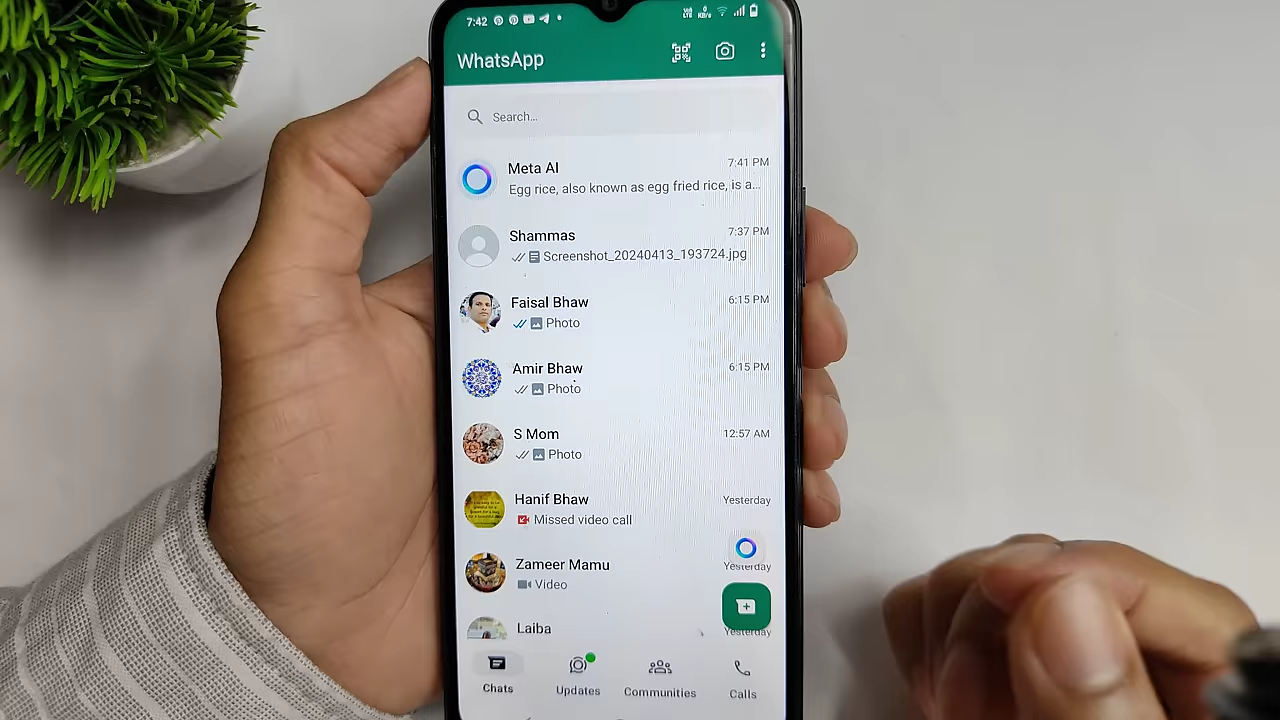 7:42
KB/s
WhatsApp
Search...
Meta AI
7:41 PM
Egg rice, also known as egg fried rice, is a...
Shammas
7:37 PM
Screenshot_20240413_193724.jpg
Faisal Bhaw
6:15 PM
Photo
Amir Bhaw
6:15 PM
Photo
S Mom
12:57 AM
Photo
Hanif Bhaw
Yesterday
Missed video call
Zameer Mamu
Yesterday
Video
Laiba
Yesterday
Chats
Updates
Communities
Calls